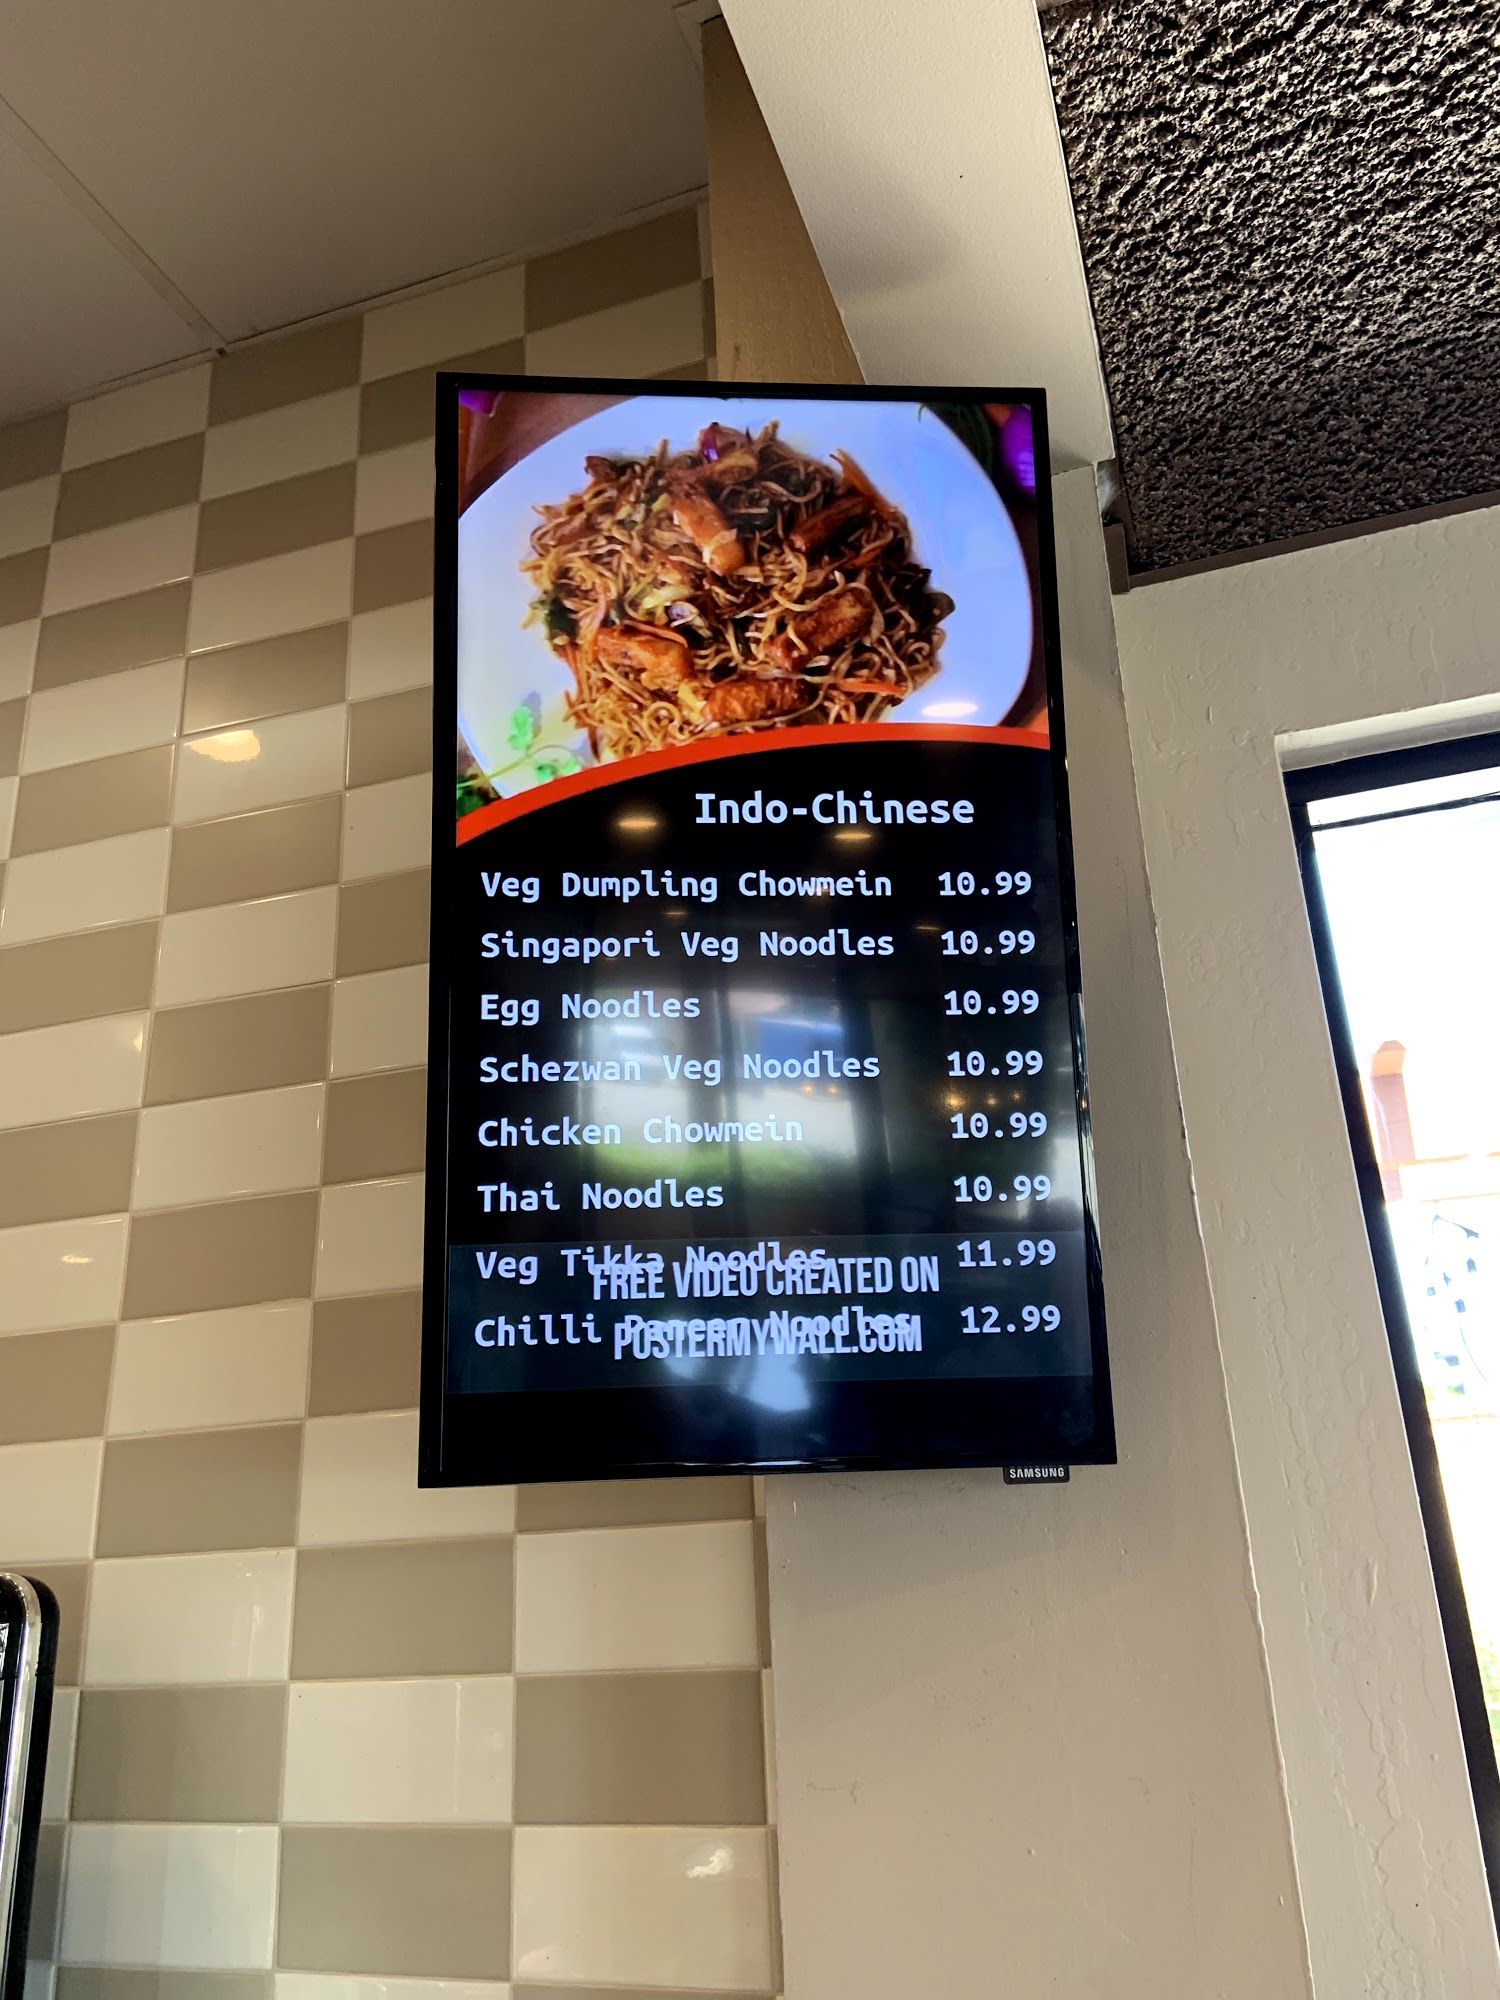 Indo-Chinese
Veg Dumpling Chowmein 10.99
Singapori Veg Noodles 10.99
Egg Noodles 10.99
Schezwan Veg Noodles 10.99
Chicken Chowmein 10.99
Thai Noodles 10.99
Veg Tikka Noodles 11.99
FREE VIDEO CREATED ON
Chilli Paneer Noodles 12.99
POSTERMYWALL.COM
SAMSUNG